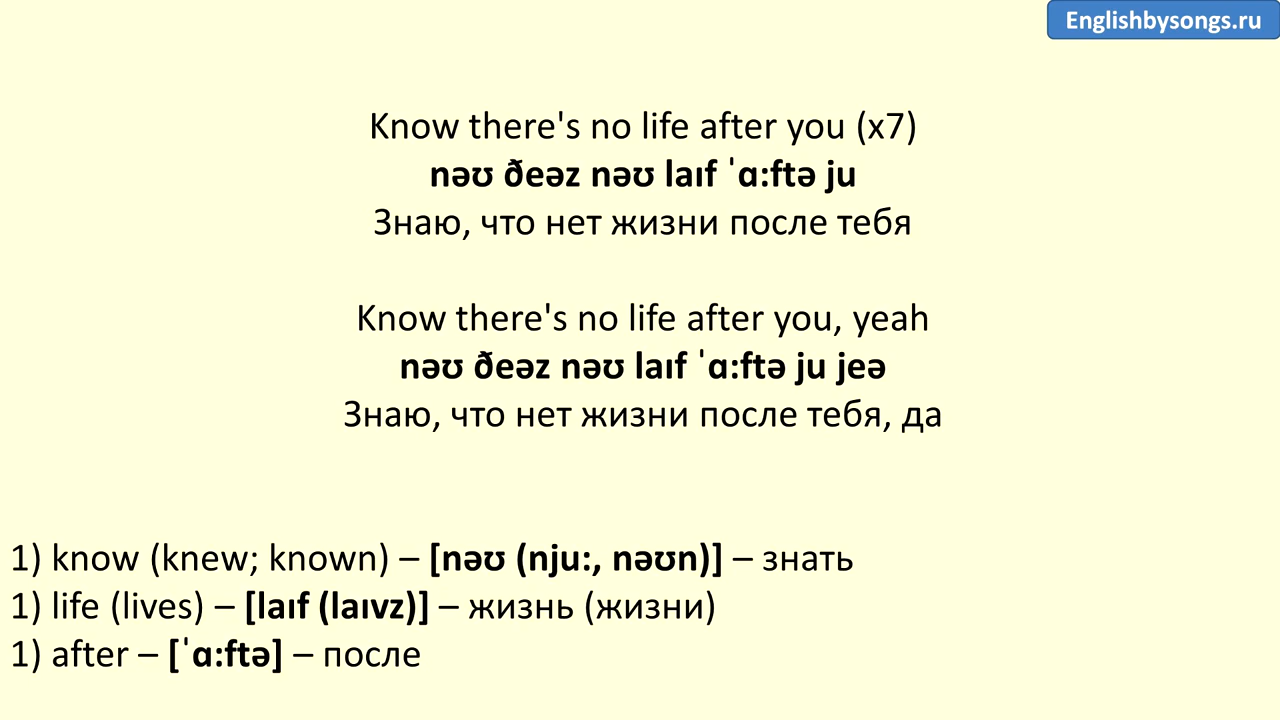 Englishbysongs.ru
Know there's no life after you (x7)
nəʊ ðeəz nəʊ laɪf ˈɑ:ftə ju
Знаю, что нет жизни после тебя
Know there's no life after you, yeah
nəʊ ðeəz nəʊ laɪf ˈɑ:ftə ju jeə
Знаю, что нет жизни после тебя, да
1) know (knew; known) – [nəʊ (nju:, nəʊn)] – знать
1) life (lives) – [laɪf (laɪvz)] – жизнь (жизни)
1) after – [ˈɑ:ftə] – после